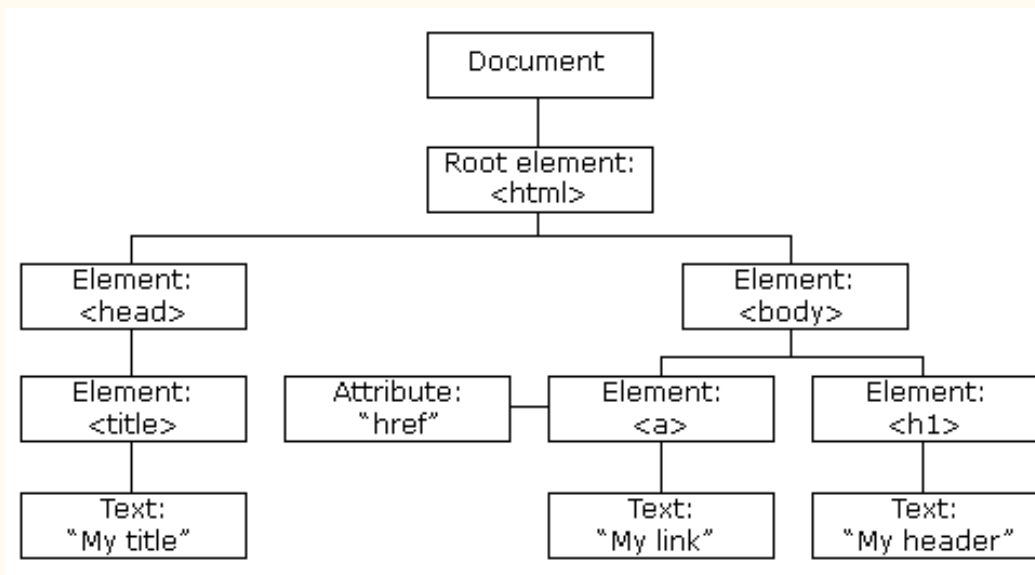 Document
Root element:
<html>
Element:
<head>
Element:
<body>
Element:
<title>
Attribute:
“href”
Element:
<a>
Element:
<h1>
Text:
“My title”
Text:
“My link”
Text:
“My header”